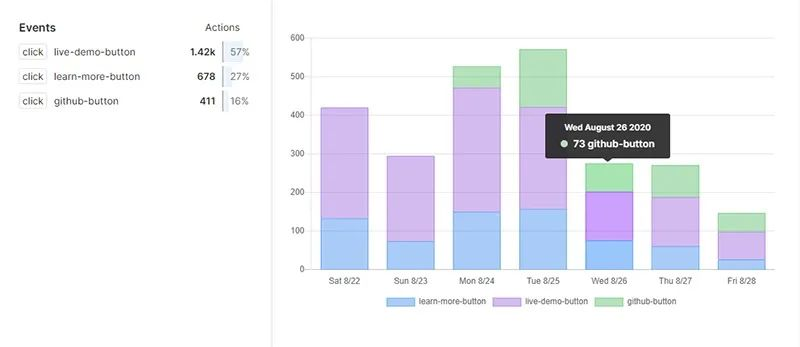 Events Actions
click live-demo-button 1.42k 57%
click learn-more-button 678 27%
click github-button 411 16%
600
500
400
300
200
100
0
Wed August 26 2020
73 github-button
Sat 8/22 Sun 8/23 Mon 8/24 Tue 8/25 Wed 8/26 Thu 8/27 Fri 8/28
learn-more-button live-demo-button github-button